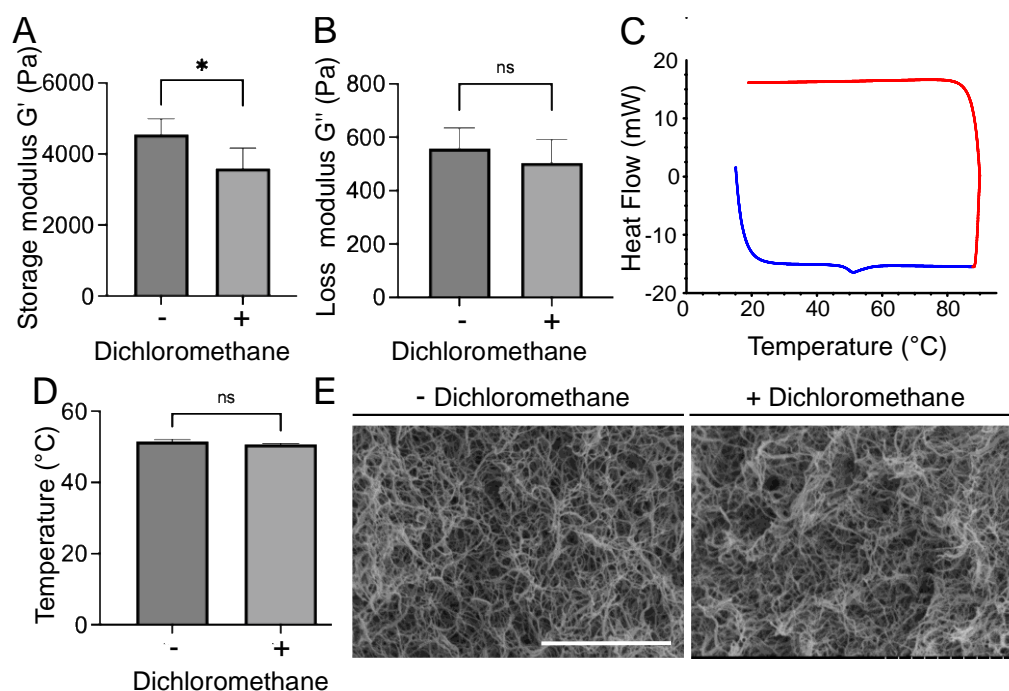 A
Storage modulus G' (Pa)
6000
4000
2000
0
*
- +
Dichloromethane
B
Loss modulus G'' (Pa)
800
600
400
200
0
ns
- +
Dichloromethane
C
Heat Flow (mW)
20
10
0
-10
-20
20 40 60 80
Temperature (°C)
D
Temperature (°C)
60
40
20
0
ns
- +
Dichloromethane
E
- Dichloromethane
+ Dichloromethane